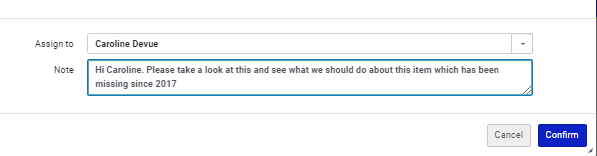 Assign to
Caroline Devue
Note
Hi Caroline. Please take a look at this and see what we should do about this item which has been
missing since 2017
Cancel
Confirm